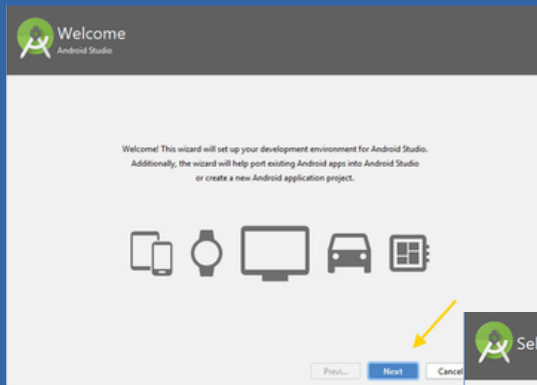 Welcome
Android Studio
Welcome! This wizard will set up your development environment for Android Studio.
Additionally, the wizard will help port existing Android apps into Android Studio
or create a new Android application project.
Previ...
Next
Cancel
Sel